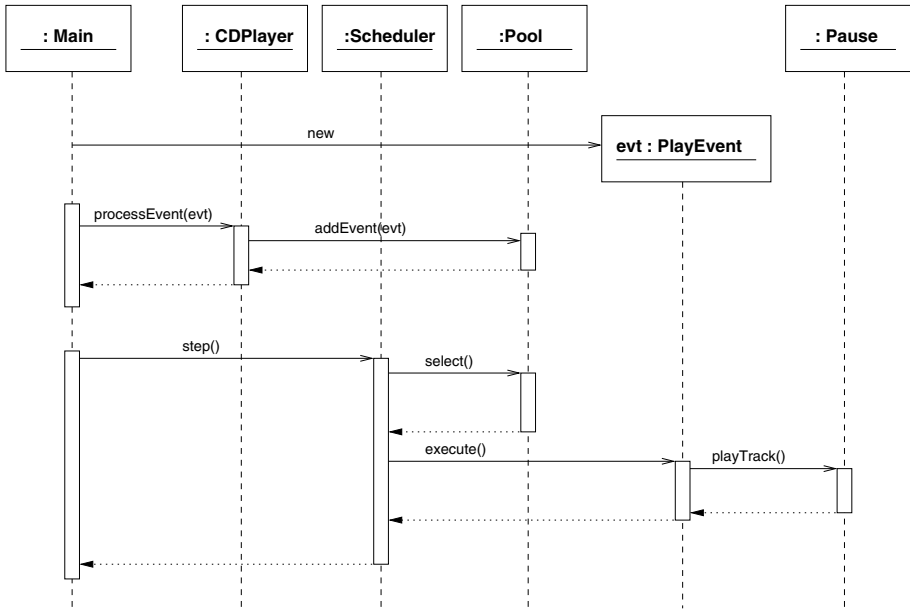 : Main
: CDPlayer
:Scheduler
:Pool
: Pause
new
evt : PlayEvent
processEvent(evt)
addEvent(evt)
step()
select()
execute()
playTrack()